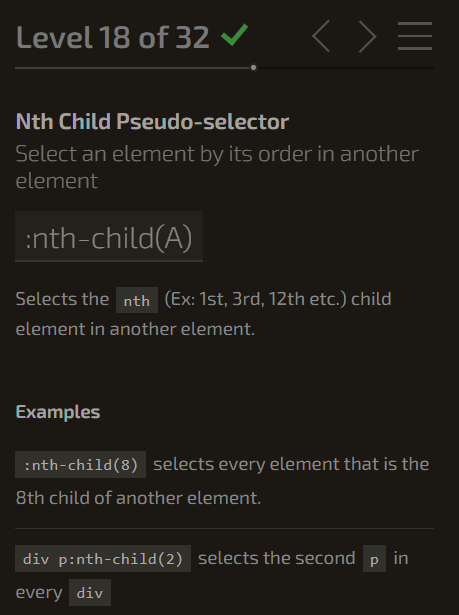 Level 18 of 32
Nth Child Pseudo-selector
Select an element by its order in another
element
:nth-child(A)
Selects the nth (Ex: 1st, 3rd, 12th etc.) child
element in another element.
Examples
:nth-child(8) selects every element that is the
8th child of another element.
div p:nth-child(2) selects the second p in
every div